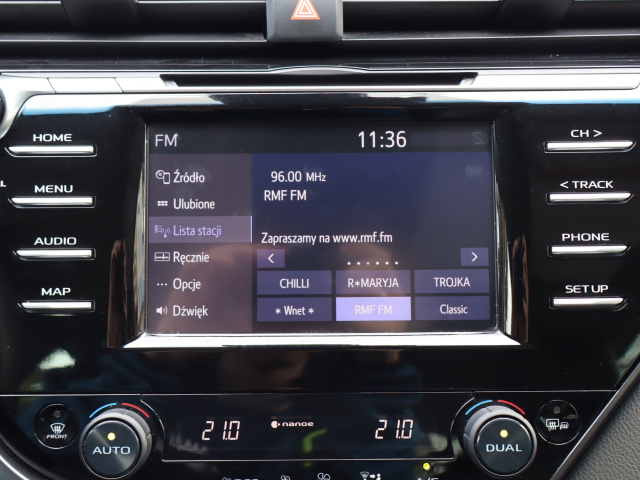 FM 11:36
HOME
MENU
AUDIO
MAP
Źródło
Ulubione
Lista stacji
Ręcznie
Opcje
Dźwięk
96.00 MHz
RMF FM
Zapraszamy na www.rmf.fm
< >
CHILLI R*MARYJA TROJKA
* Wnet * RMF FM Classic
CH >
< TRACK
PHONE
SETUP
FRONT
AUTO
21.0 nanoe 21.0
DUAL